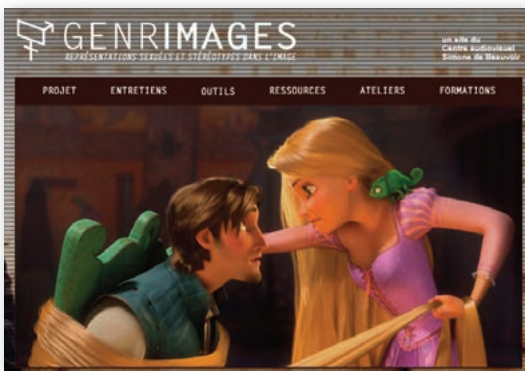 GENRIMAGES
REPRÉSENTATIONS SEXUÉES ET STÉRÉOTYPES DANS L'IMAGE
un site du
Centre audiovisuel
Simone de Beauvoir
PROJET ENTRETIENS OUTILS RESSOURCES ATELIERS FORMATIONS